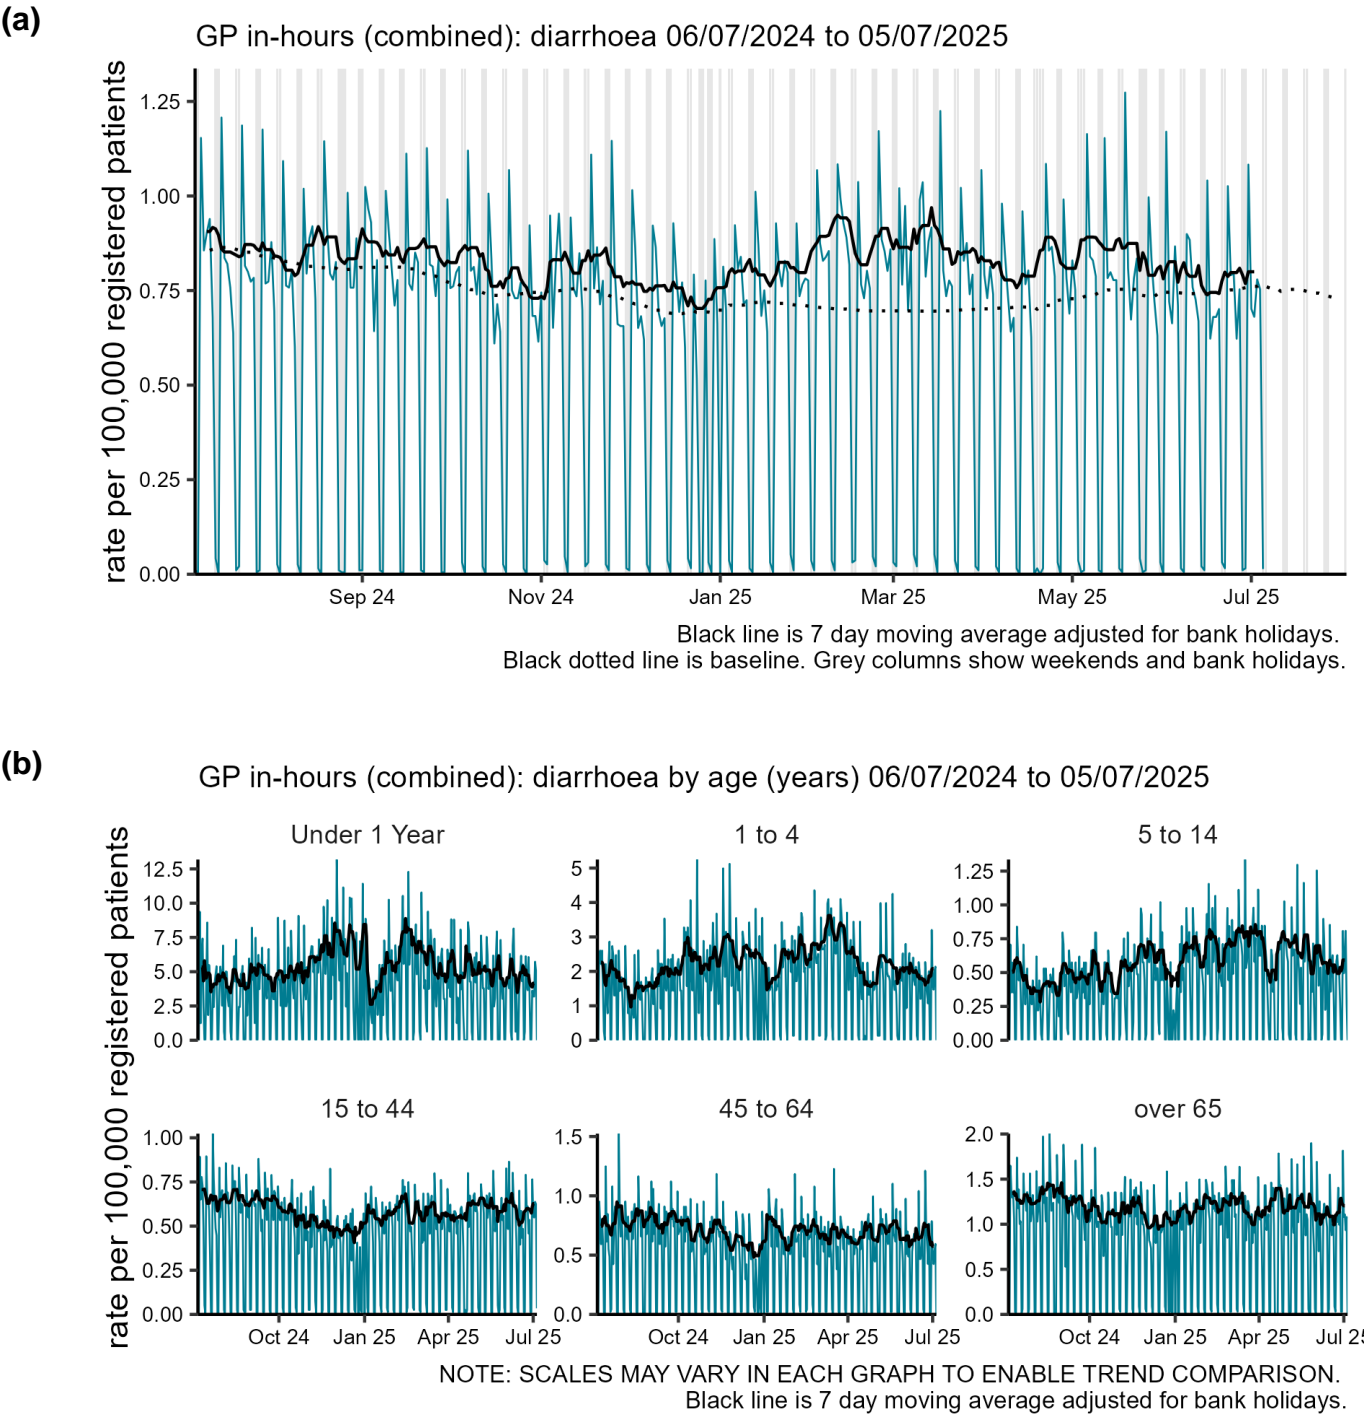 (a)
GP in-hours (combined): diarrhoea 06/07/2024 to 05/07/2025
rate per 100,000 registered patients
1.25
1.00
0.75
0.50
0.25
0.00
Sep 24 Nov 24 Jan 25 Mar 25 May 25 Jul 25
Black line is 7 day moving average adjusted for bank holidays.
Black dotted line is baseline. Grey columns show weekends and bank holidays.
(b)
GP in-hours (combined): diarrhoea by age (years) 06/07/2024 to 05/07/2025
rate per 100,000 registered patients
Under 1 Year
12.5
10.0
7.5
5.0
2.5
0.0
1 to 4
5
4
3
2
1
0
5 to 14
1.25
1.00
0.75
0.50
0.25
0.00
15 to 44
1.00
0.75
0.50
0.25
0.00
Oct 24 Jan 25 Apr 25 Jul 25
45 to 64
1.5
1.0
0.5
0.0
Oct 24 Jan 25 Apr 25 Jul 25
over 65
2.0
1.5
1.0
0.5
0.0
Oct 24 Jan 25 Apr 25 Jul 25
NOTE: SCALES MAY VARY IN EACH GRAPH TO ENABLE TREND COMPARISON.
Black line is 7 day moving average adjusted for bank holidays.